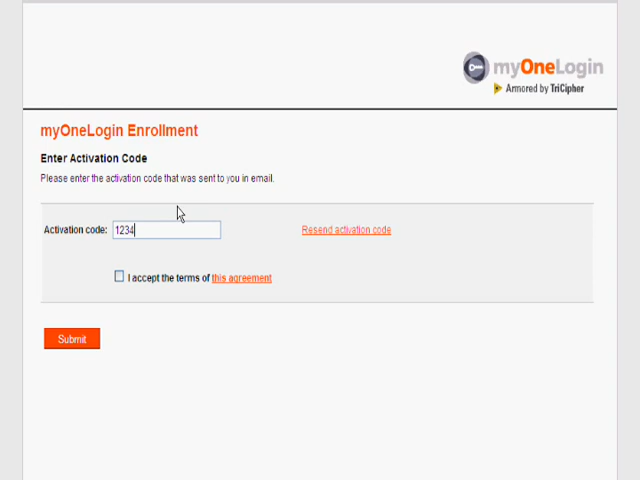 myOneLogin
Armored by TriCipher
myOneLogin Enrollment
Enter Activation Code
Please enter the activation code that was sent to you in email.
Activation code: 1234 Resend activation code
I accept the terms of this agreement
Submit